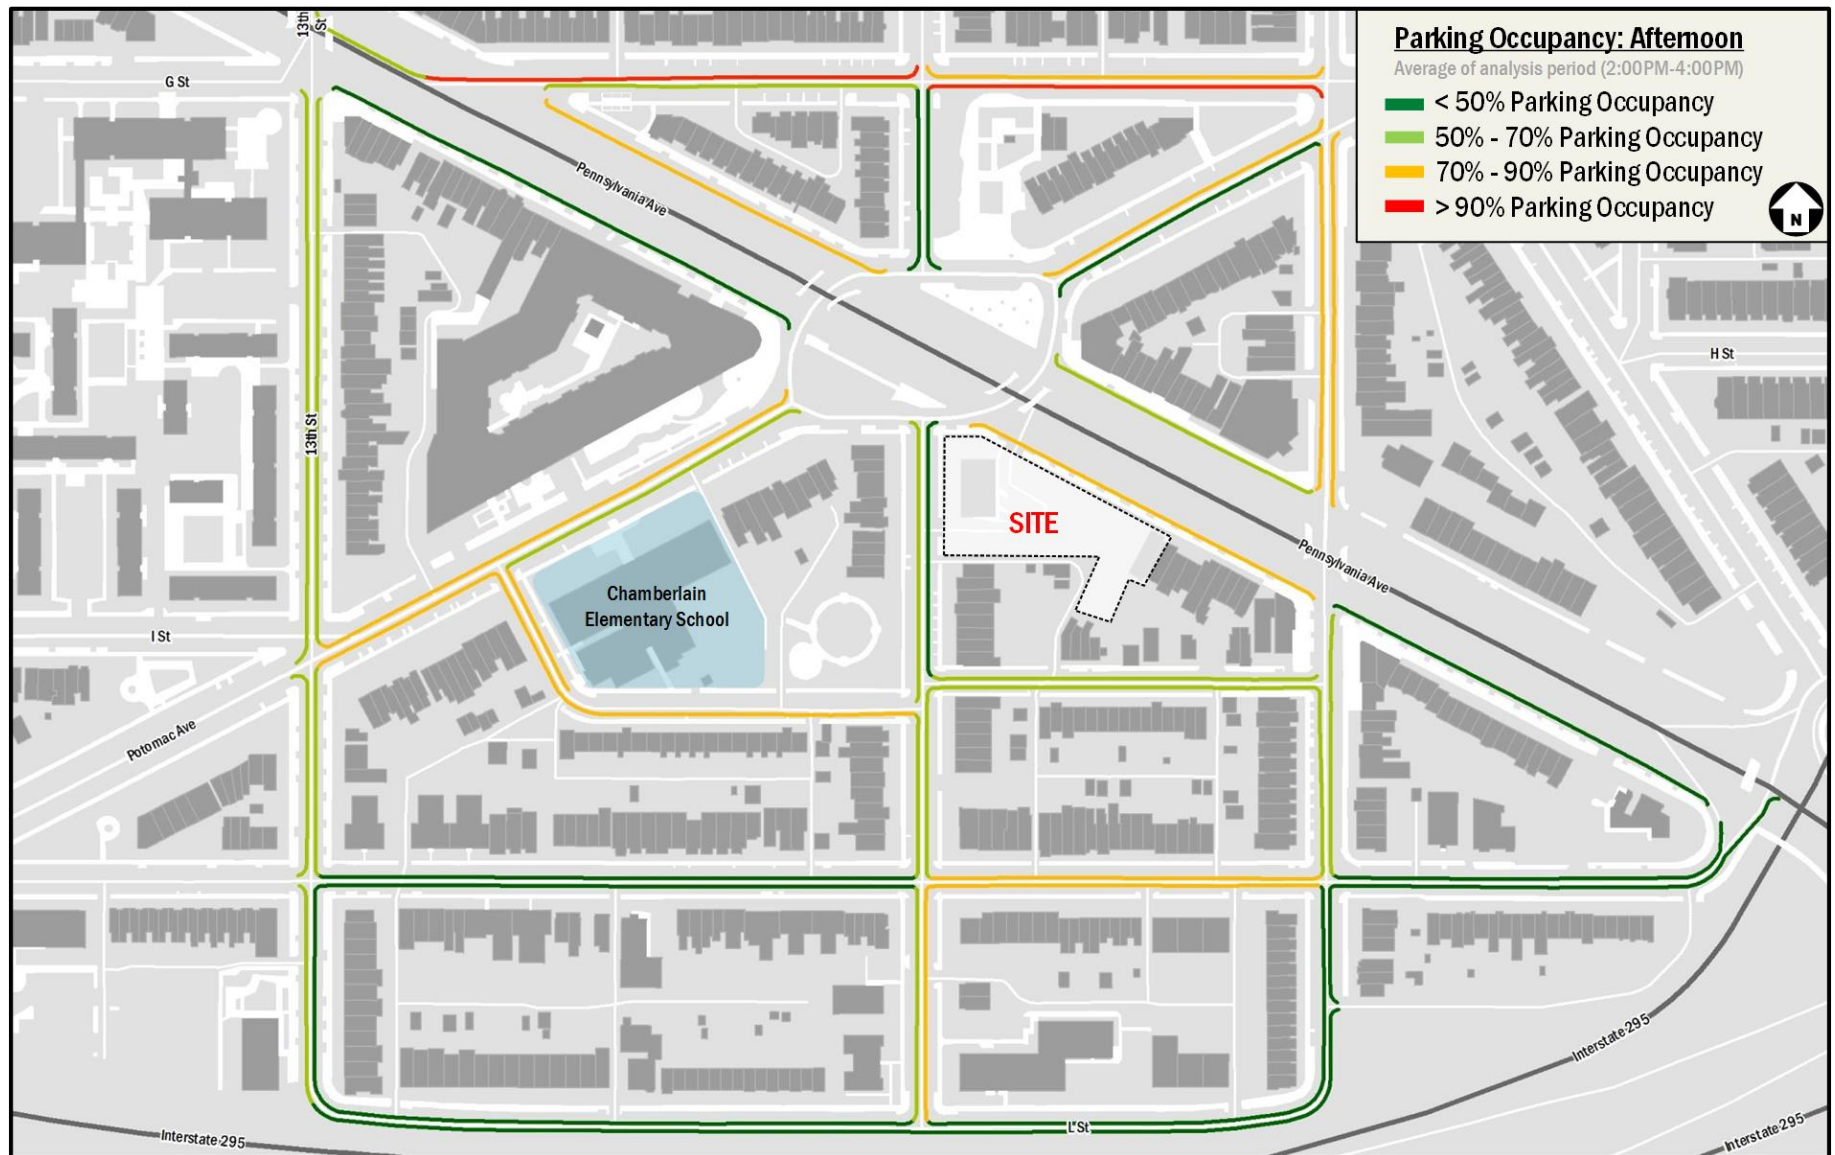 13th
St
Parking Occupancy: Afternoon
Average of analysis period (2:00PM-4:00PM)
< 50% Parking Occupancy
50% - 70% Parking Occupancy
70% - 90% Parking Occupancy
> 90% Parking Occupancy
N
G St
Pennsylvania Ave
H St
13th St
SITE
Pennsylvania Ave
Chamberlain
Elementary School
I St
Potomac Ave
Interstate 295
L St
Interstate 295
Interstate 295